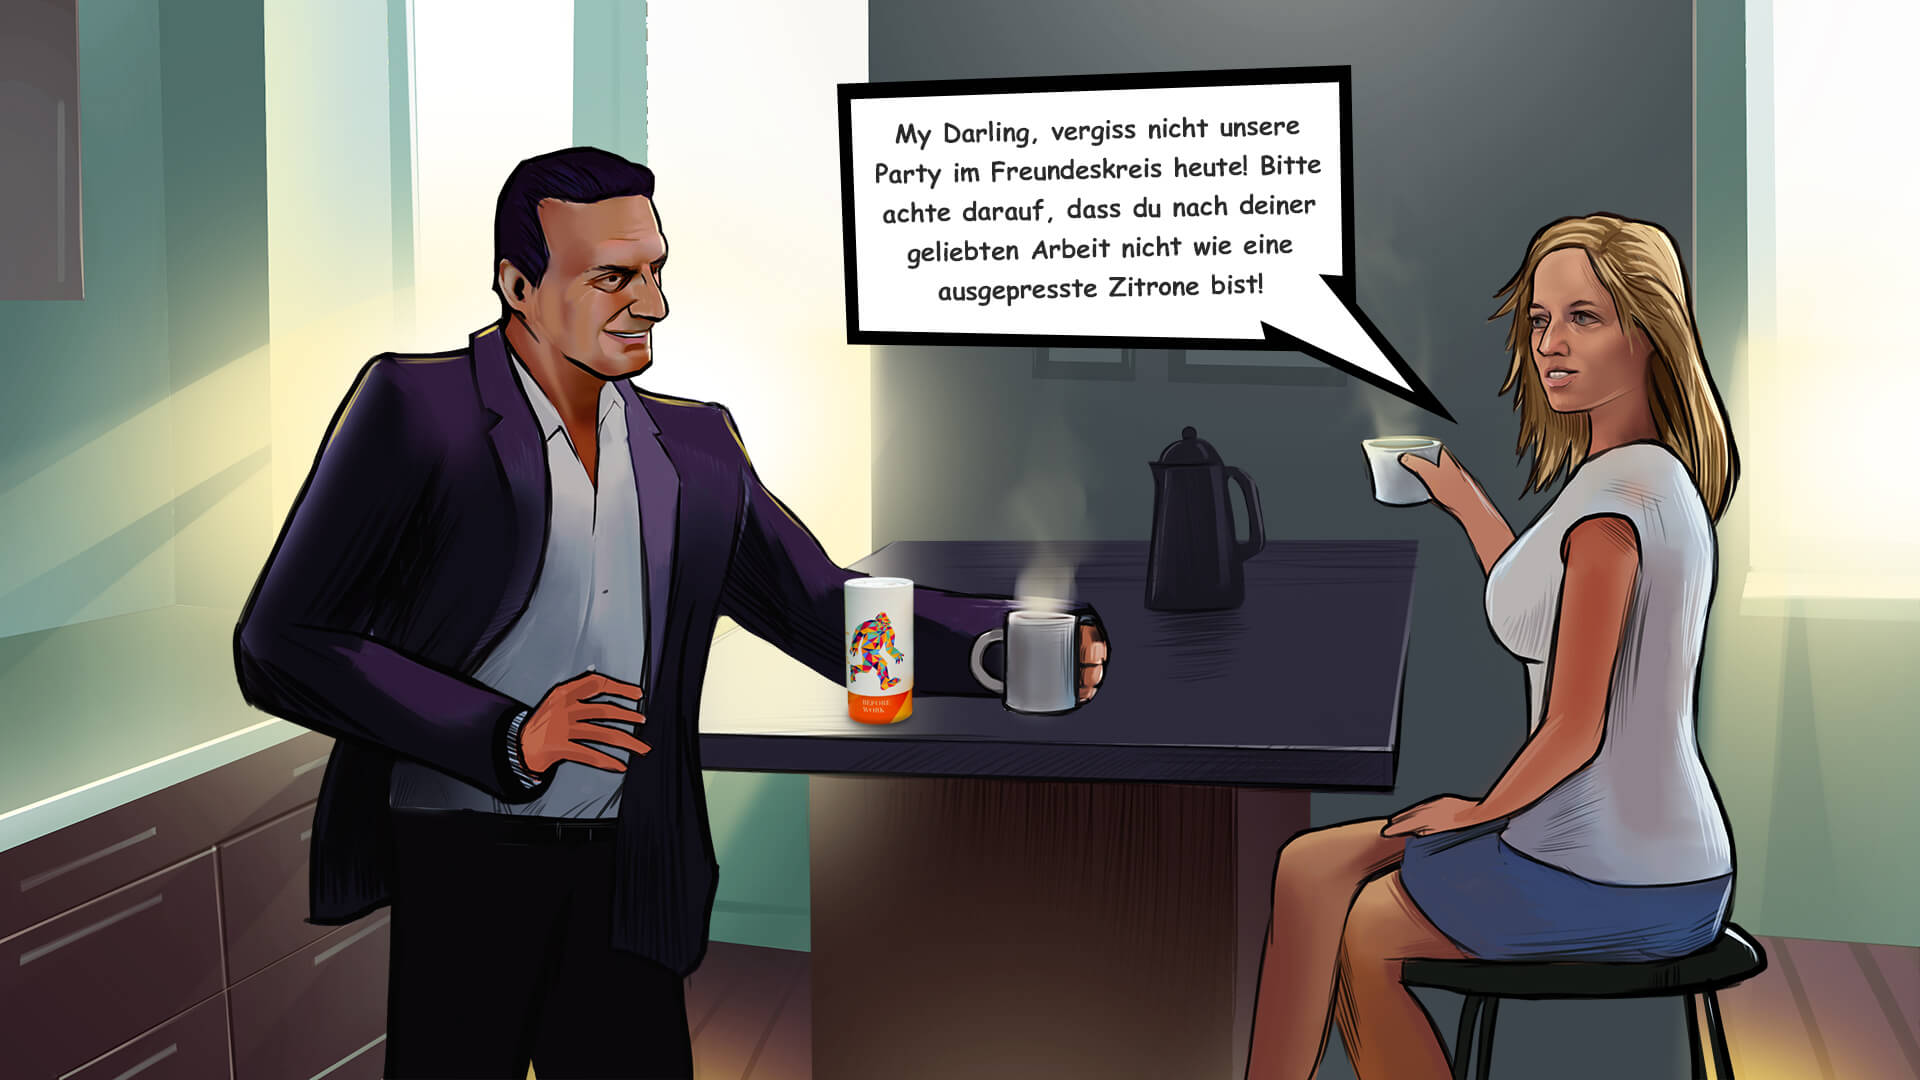 My Darling, vergiss nicht unsere
Party im Freundeskreis heute! Bitte
achte darauf, dass du nach deiner
geliebten Arbeit nicht wie eine
ausgepresste Zitrone bist!
BEFORE
WORK